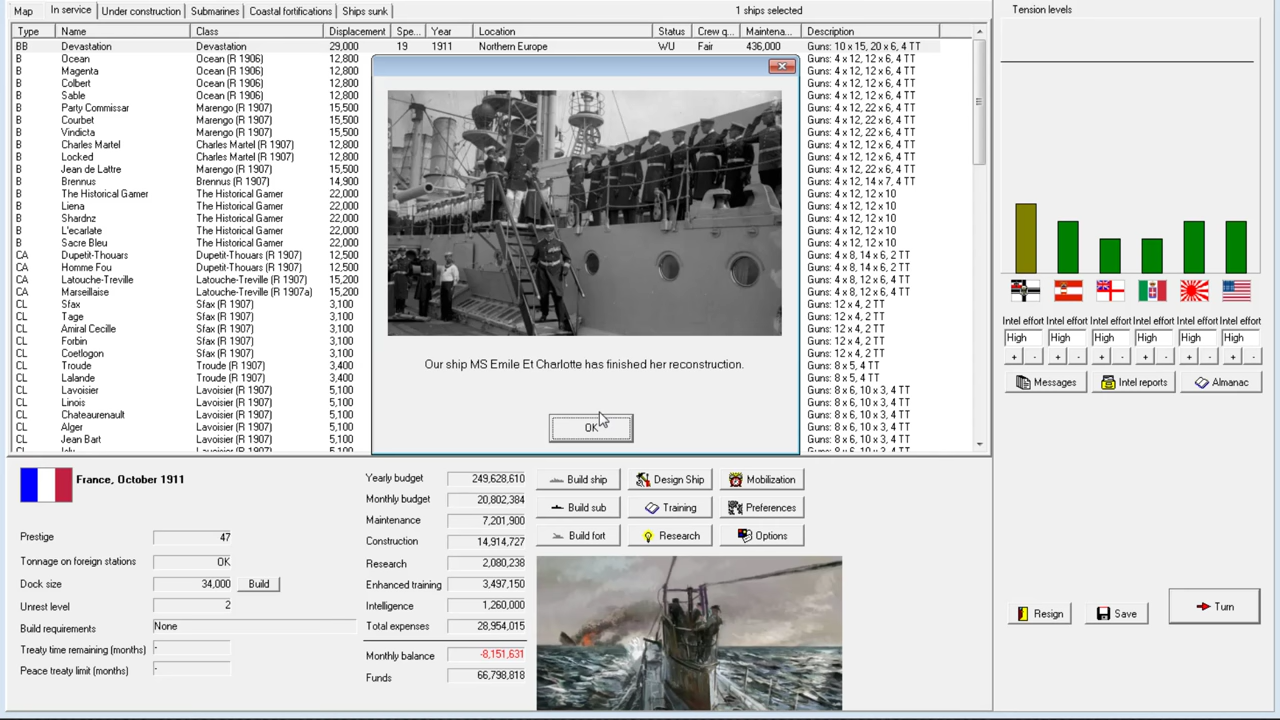 Map In service Under construction Submarines Coastal fortifications Ships sunk 1 ships selected Tension levels
Type Name Class Displacement Spe... Year Location Status Crew q... Maintena... Description
BB Devastation Devastation 29,000 19 1911 Northern Europe WU Fair 436,000 Guns: 10 x 15, 20 x 6, 4 TT
B Ocean Ocean (R 1906) 12,800 Guns: 4 x 12, 12 x 6, 4 TT
B Magenta Ocean (R 1906) 12,800 Guns: 4 x 12, 12 x 6, 4 TT
B Colbert Ocean (R 1906) 12,800 Guns: 4 x 12, 12 x 6, 4 TT
B Sable Ocean (R 1906) 12,800 Guns: 4 x 12, 12 x 6, 4 TT
B Party Commissar Marengo (R 1907) 15,500 Guns: 4 x 12, 22 x 6, 4 TT
B Courbet Marengo (R 1907) 15,500 Guns: 4 x 12, 22 x 6, 4 TT
B Vindicta Marengo (R 1907) 15,500 Guns: 4 x 12, 22 x 6, 4 TT
B Charles Martel Charles Martel (R 1907) 12,800 Guns: 4 x 12, 12 x 6, 4 TT
B Locked Charles Martel (R 1907) 12,800 Guns: 4 x 12, 12 x 6, 4 TT
B Jean de Lattre Marengo (R 1907) 15,500 Guns: 4 x 12, 22 x 6, 4 TT
B Brennus Brennus (R 1907) 14,900 Guns: 4 x 12, 14 x 7, 4 TT
B The Historical Gamer The Historical Gamer 22,000 Guns: 4 x 12, 12 x 10
B Liena The Historical Gamer 22,000 Guns: 4 x 12, 12 x 10
B Shardnz The Historical Gamer 22,000 Guns: 4 x 12, 12 x 10
B L'ecarlate The Historical Gamer 22,000 Guns: 4 x 12, 12 x 10
B Sacre Bleu The Historical Gamer 22,000 Guns: 4 x 12, 12 x 10
CA Dupetit-Thouars Dupetit-Thouars (R 1907) 12,500 Guns: 4 x 8, 14 x 6, 2 TT
CA Homme Fou Dupetit-Thouars (R 1907) 12,500 Guns: 4 x 8, 14 x 6, 2 TT
CA Latouche-Treville Latouche-Treville (R 1907) 15,200 Guns: 4 x 8, 12 x 6, 4 TT
CA Marseillaise Latouche-Treville (R 1907a) 15,200 Guns: 4 x 8, 12 x 6, 4 TT
CL Sfax Sfax (R 1907) 3,100 Guns: 12 x 4, 2 TT
CL Tage Sfax (R 1907) 3,100 Guns: 12 x 4, 2 TT
CL Amiral Cecille Sfax (R 1907) 3,100 Guns: 12 x 4, 2 TT
CL Forbin Sfax (R 1907) 3,100 Guns: 12 x 4, 2 TT
CL Coetlogon Sfax (R 1907) 3,100 Guns: 12 x 4, 2 TT
CL Troude Troude (R 1907) 3,400 Guns: 8 x 5, 4 TT
CL Lalande Troude (R 1907) 3,400 Guns: 8 x 5, 4 TT
CL Lavoisier Lavoisier (R 1907) 5,100 Guns: 8 x 6, 10 x 3, 4 TT
CL Linois Lavoisier (R 1907) 5,100 Guns: 8 x 6, 10 x 3, 4 TT
CL Chateaurenault Lavoisier (R 1907) 5,100 Guns: 8 x 6, 10 x 3, 4 TT
CL Alger Lavoisier (R 1907) 5,100 Guns: 8 x 6, 10 x 3, 4 TT
CL Jean Bart Lavoisier (R 1907) 5,100 Guns: 8 x 6, 10 x 3, 4 TT
Our ship MS Emile Et Charlotte has finished her reconstruction.
OK
Intel effort Intel effort Intel effort Intel effort Intel effort Intel effort
High High High High High High
+ - + - + - + - + - + -
Messages Intel reports Almanac
France, October 1911
Prestige 47
Tonnage on foreign stations OK
Dock size 34,000 Build
Unrest level 2
Build requirements None
Treaty time remaining (months) -
Peace treaty limit (months) -
Yearly budget 249,628,610
Monthly budget 20,802,384
Maintenance 7,201,900
Construction 14,914,727
Research 2,080,238
Enhanced training 3,497,150
Intelligence 1,260,000
Total expenses 28,954,015
Monthly balance -8,151,631
Funds 66,798,818
Build ship Design Ship Mobilization
Build sub Training Preferences
Build fort Research Options
Resign Save Turn